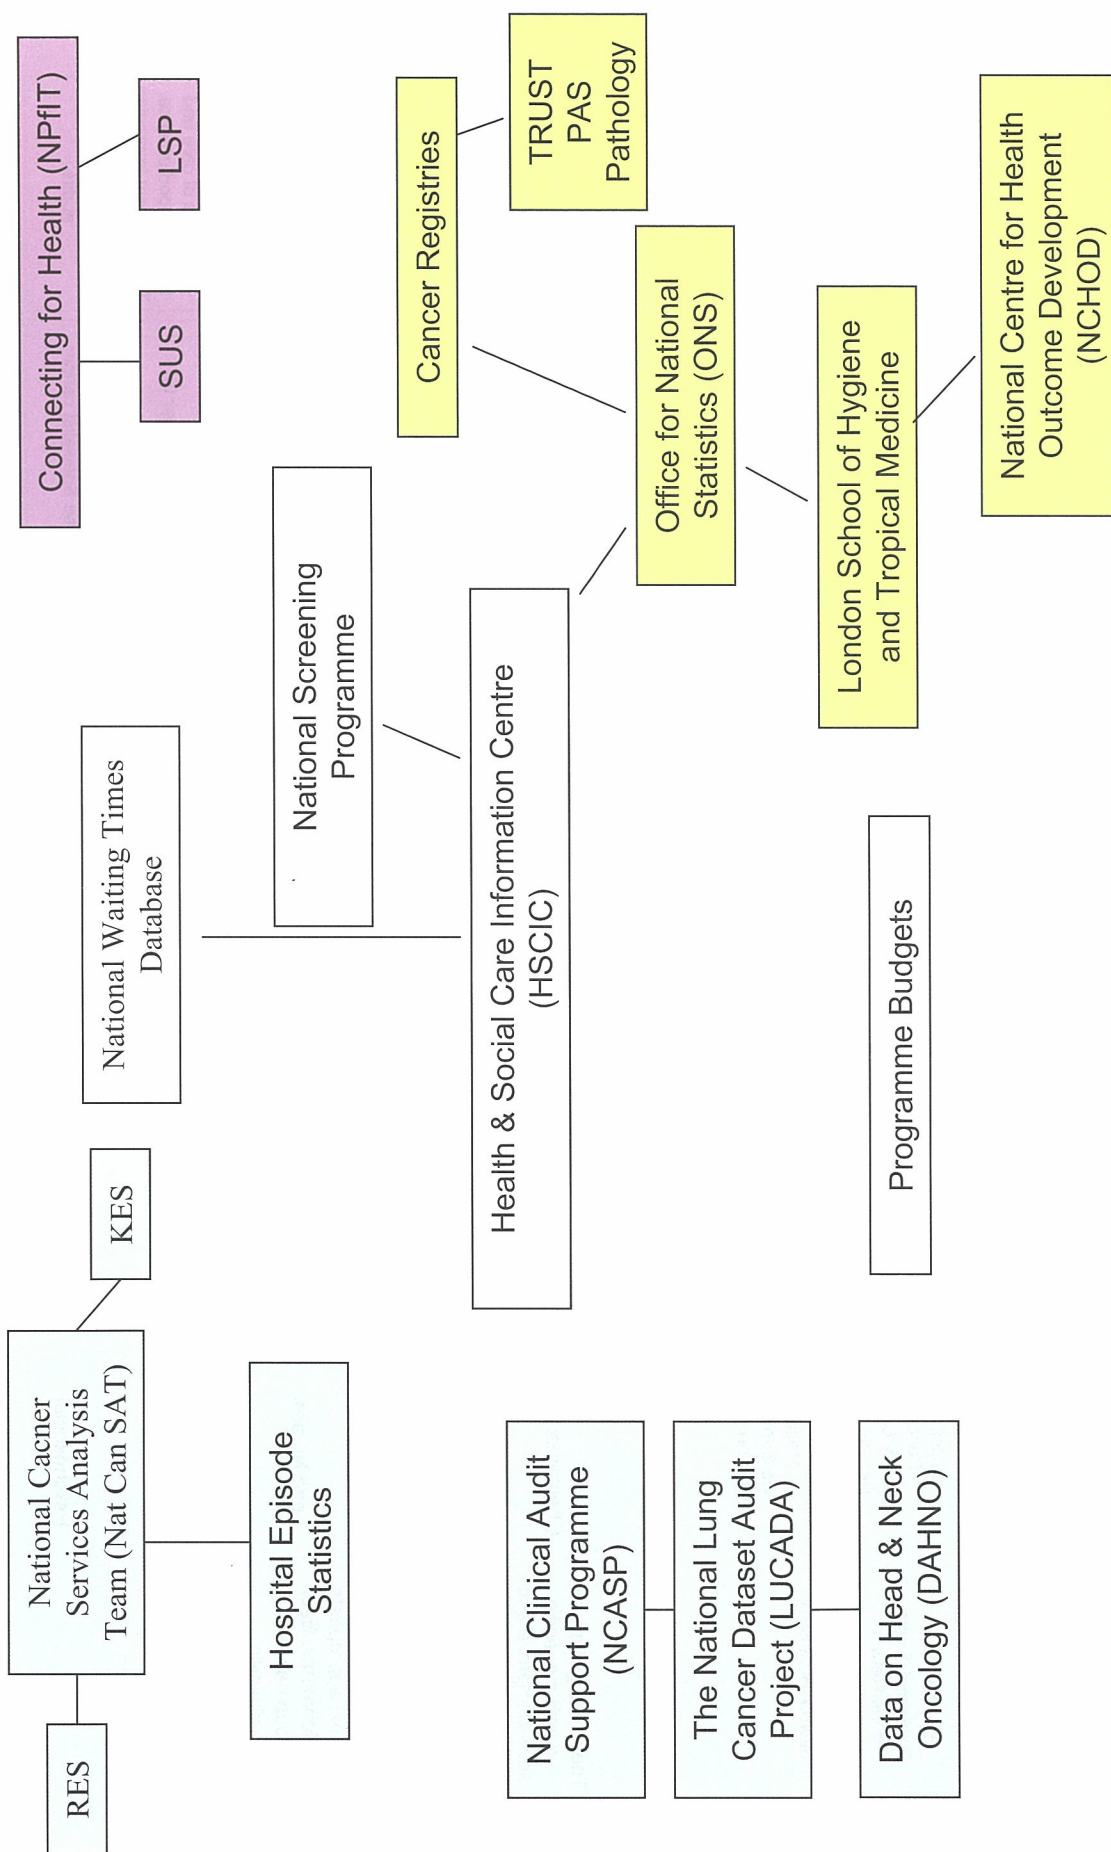 RES
National Cacner
Services Analysis
Team (Nat Can SAT)
KES
National Waiting Times
Database
Connecting for Health (NPfIT)
SUS
LSP
Hospital Episode
Statistics
National Screening
Programme
Cancer Registries
TRUST
PAS
Pathology
Health & Social Care Information Centre
(HSCIC)
Office for National
Statistics (ONS)
National Clinical Audit
Support Programme
(NCASP)
The National Lung
Cancer Dataset Audit
Project (LUCADA)
Data on Head & Neck
Oncology (DAHNO)
Programme Budgets
London School of Hygiene
and Tropical Medicine
National Centre for Health
Outcome Development
(NCHOD)